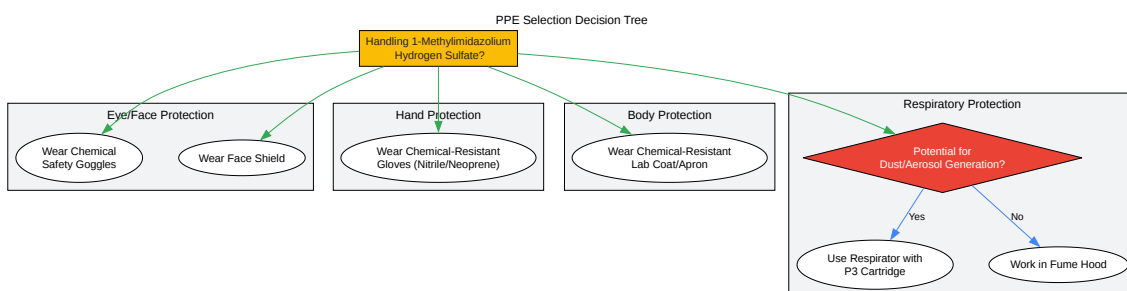 PPE Selection Decision Tree
Handling 1-Methylimidazolium
Hydrogen Sulfate?
Eye/Face Protection
Wear Chemical
Safety Goggles
Wear Face Shield
Hand Protection
Wear Chemical-Resistant
Gloves (Nitrile/Neoprene)
Body Protection
Wear Chemical-Resistant
Lab Coat/Apron
Respiratory Protection
Potential for
Dust/Aerosol Generation?
Yes
No
Use Respirator with
P3 Cartridge
Work in Fume Hood